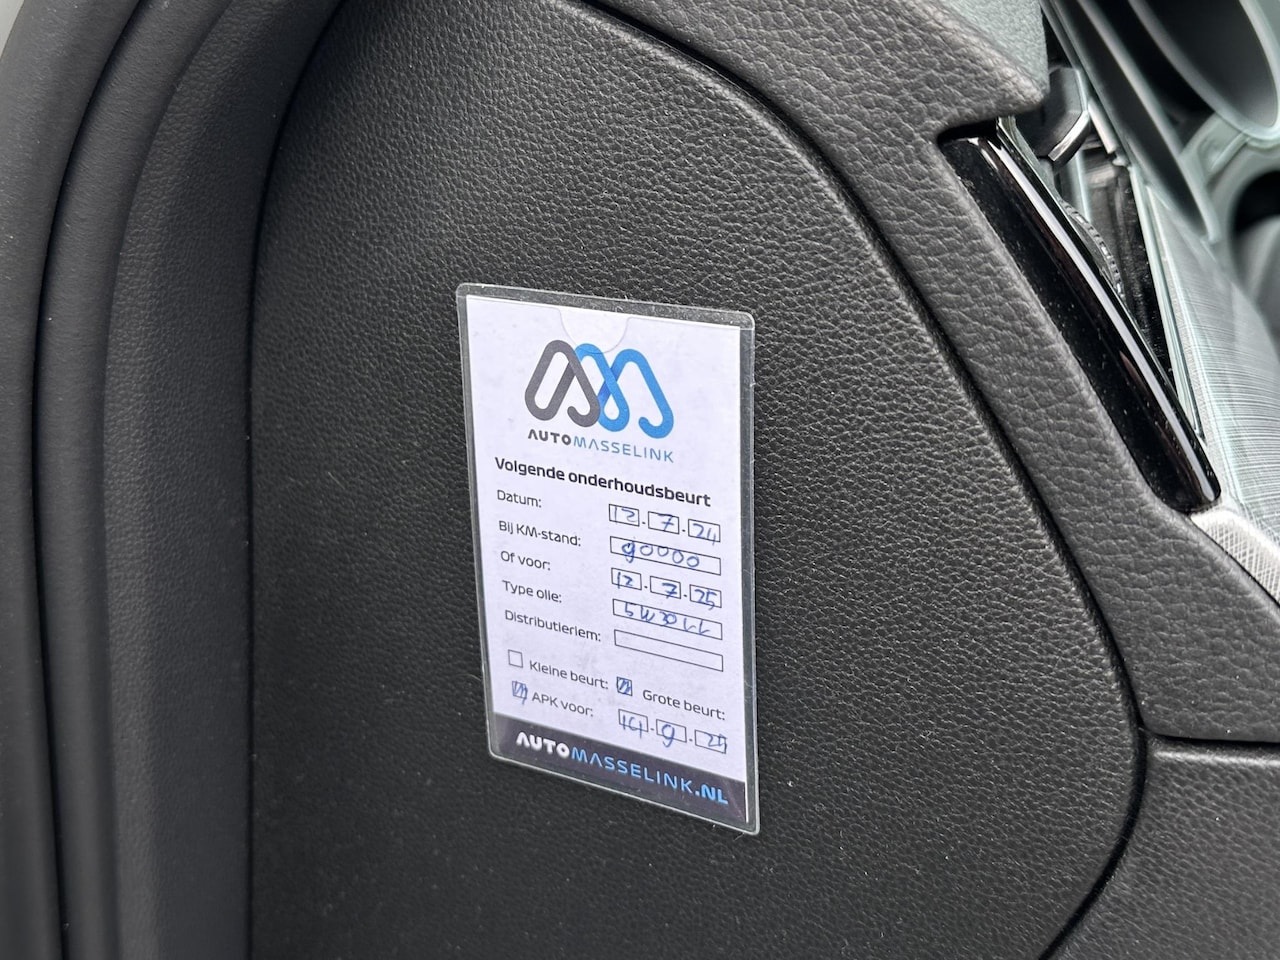 AUTOMASSELINK
Volgende onderhoudsbeurt
Datum: 12.7.24
Bij KM-stand: 90000
Of voor: 12.7.25
Type olie: 5W30LL
Distributieriem:
Kleine beurt: Grote beurt:
APK voor: 14.9.25
AUTOMASSELINK.NL